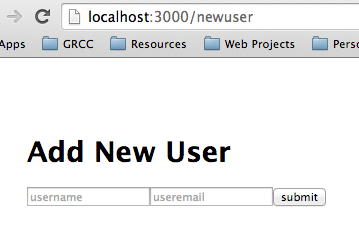 localhost:3000/newuser
Apps GRCC Resources Web Projects Perso
Add New User
username useremail submit